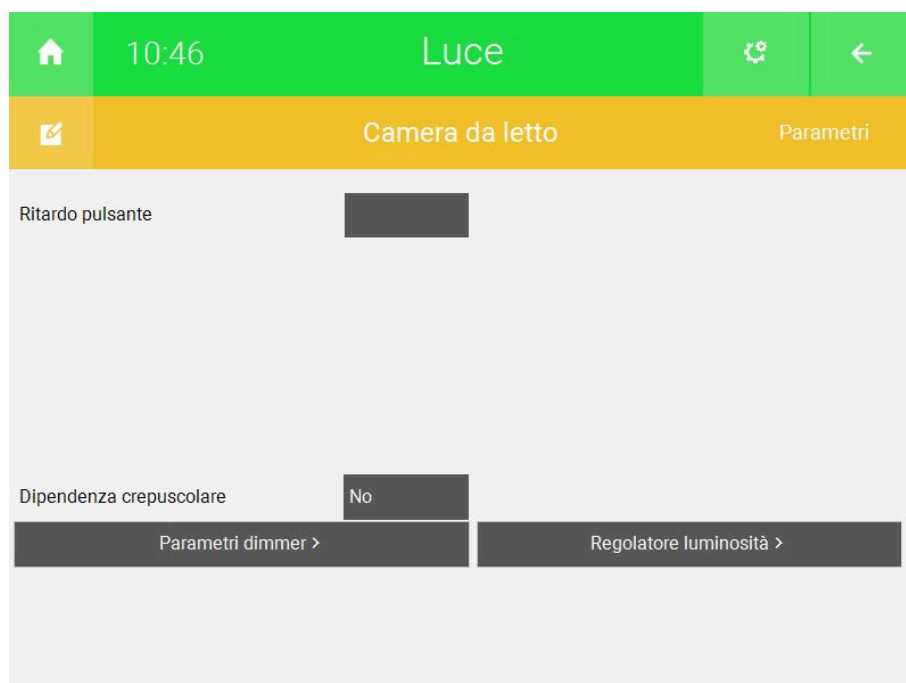 10:46
Luce
Camera da letto
Parametri
Ritardo pulsante
Dipendenza crepuscolare
No
Parametri dimmer >
Regolatore luminosità >